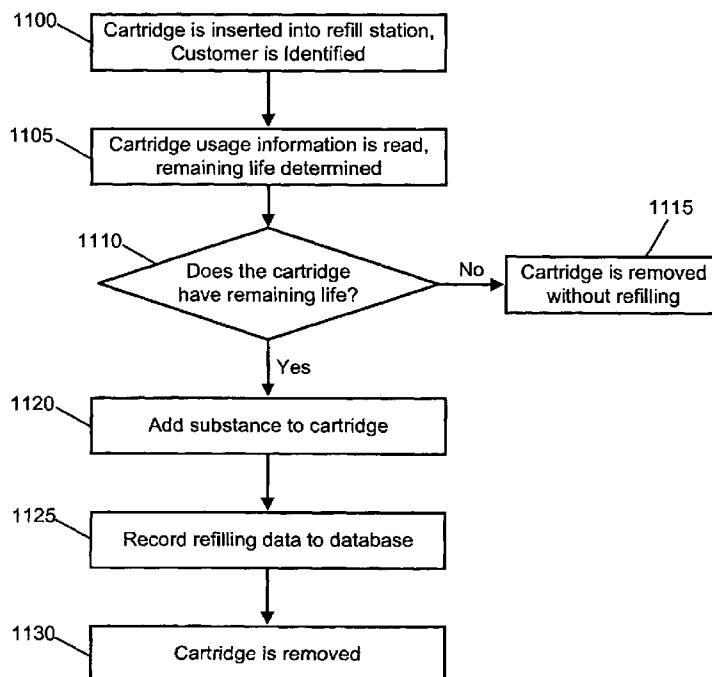 1100
Cartridge is inserted into refill station,
Customer is Identified
1105
Cartridge usage information is read,
remaining life determined
1110
Does the cartridge
have remaining life?
No
1115
Cartridge is removed
without refilling
Yes
1120
Add substance to cartridge
1125
Record refilling data to database
1130
Cartridge is removed